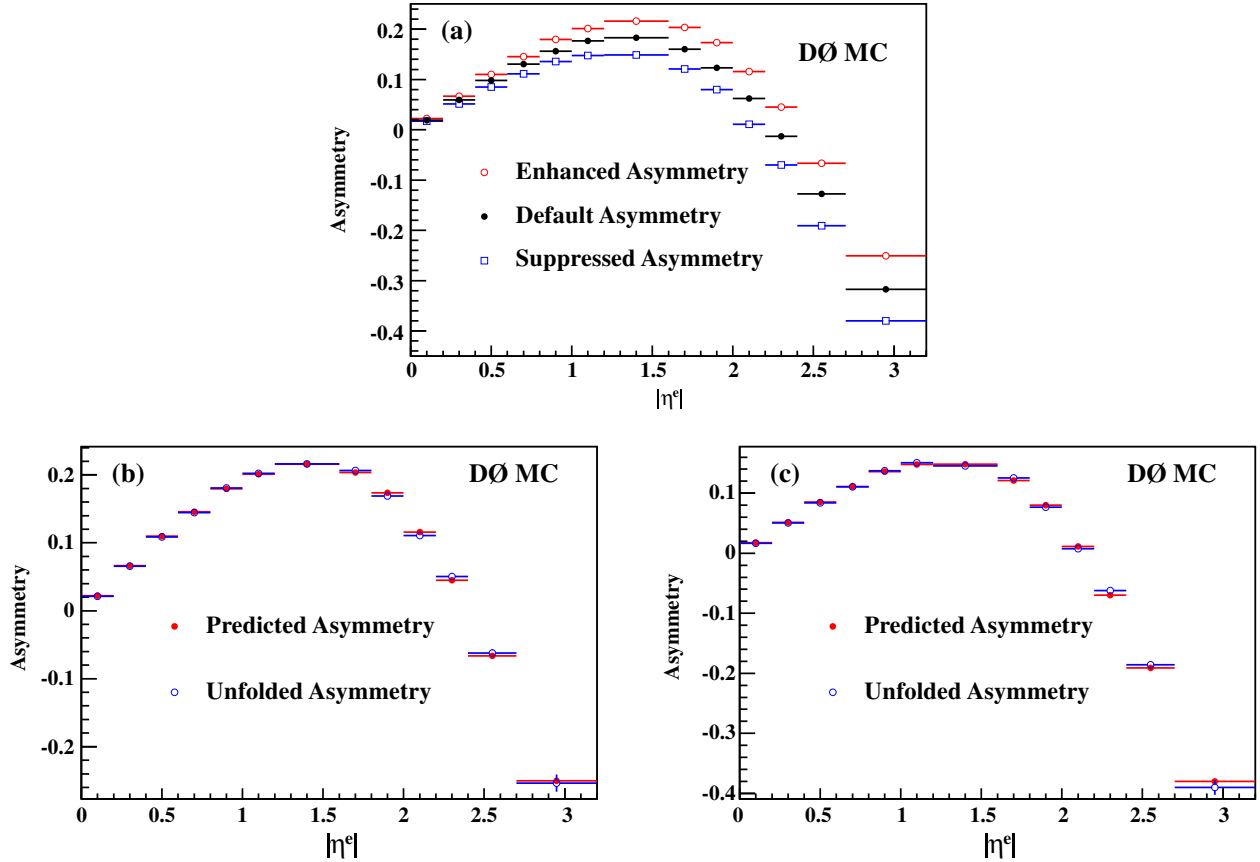 (a)
DØ MC
0.2
0.1
0
-0.1
-0.2
-0.3
-0.4
Asymmetry
Enhanced Asymmetry
Default Asymmetry
Suppressed Asymmetry
0 0.5 1 1.5 2 2.5 3
|ηᵉ|
(b)
DØ MC
0.2
0.1
0
-0.1
-0.2
Asymmetry
Predicted Asymmetry
Unfolded Asymmetry
0 0.5 1 1.5 2 2.5 3
|ηᵉ|
(c)
DØ MC
0.1
0
-0.1
-0.2
-0.3
-0.4
Asymmetry
Predicted Asymmetry
Unfolded Asymmetry
0 0.5 1 1.5 2 2.5 3
|ηᵉ|